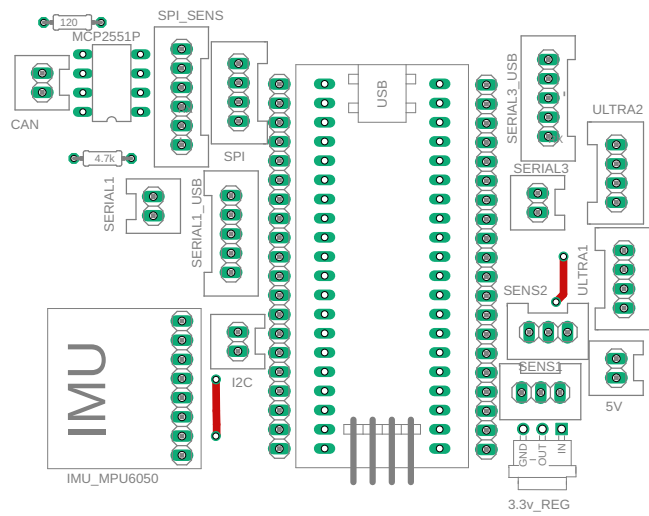 120
SPI_SENS
MCP2551P
CAN
4.7k
SPI
USB
SERIAL3_USB
ULTRA2
SERIAL1
SERIAL1_USB
SERIAL3
ULTRA1
SENS2
IMU
I2C
SENS1
5V
GND
OUT
IN
IMU_MPU6050
3.3v_REG